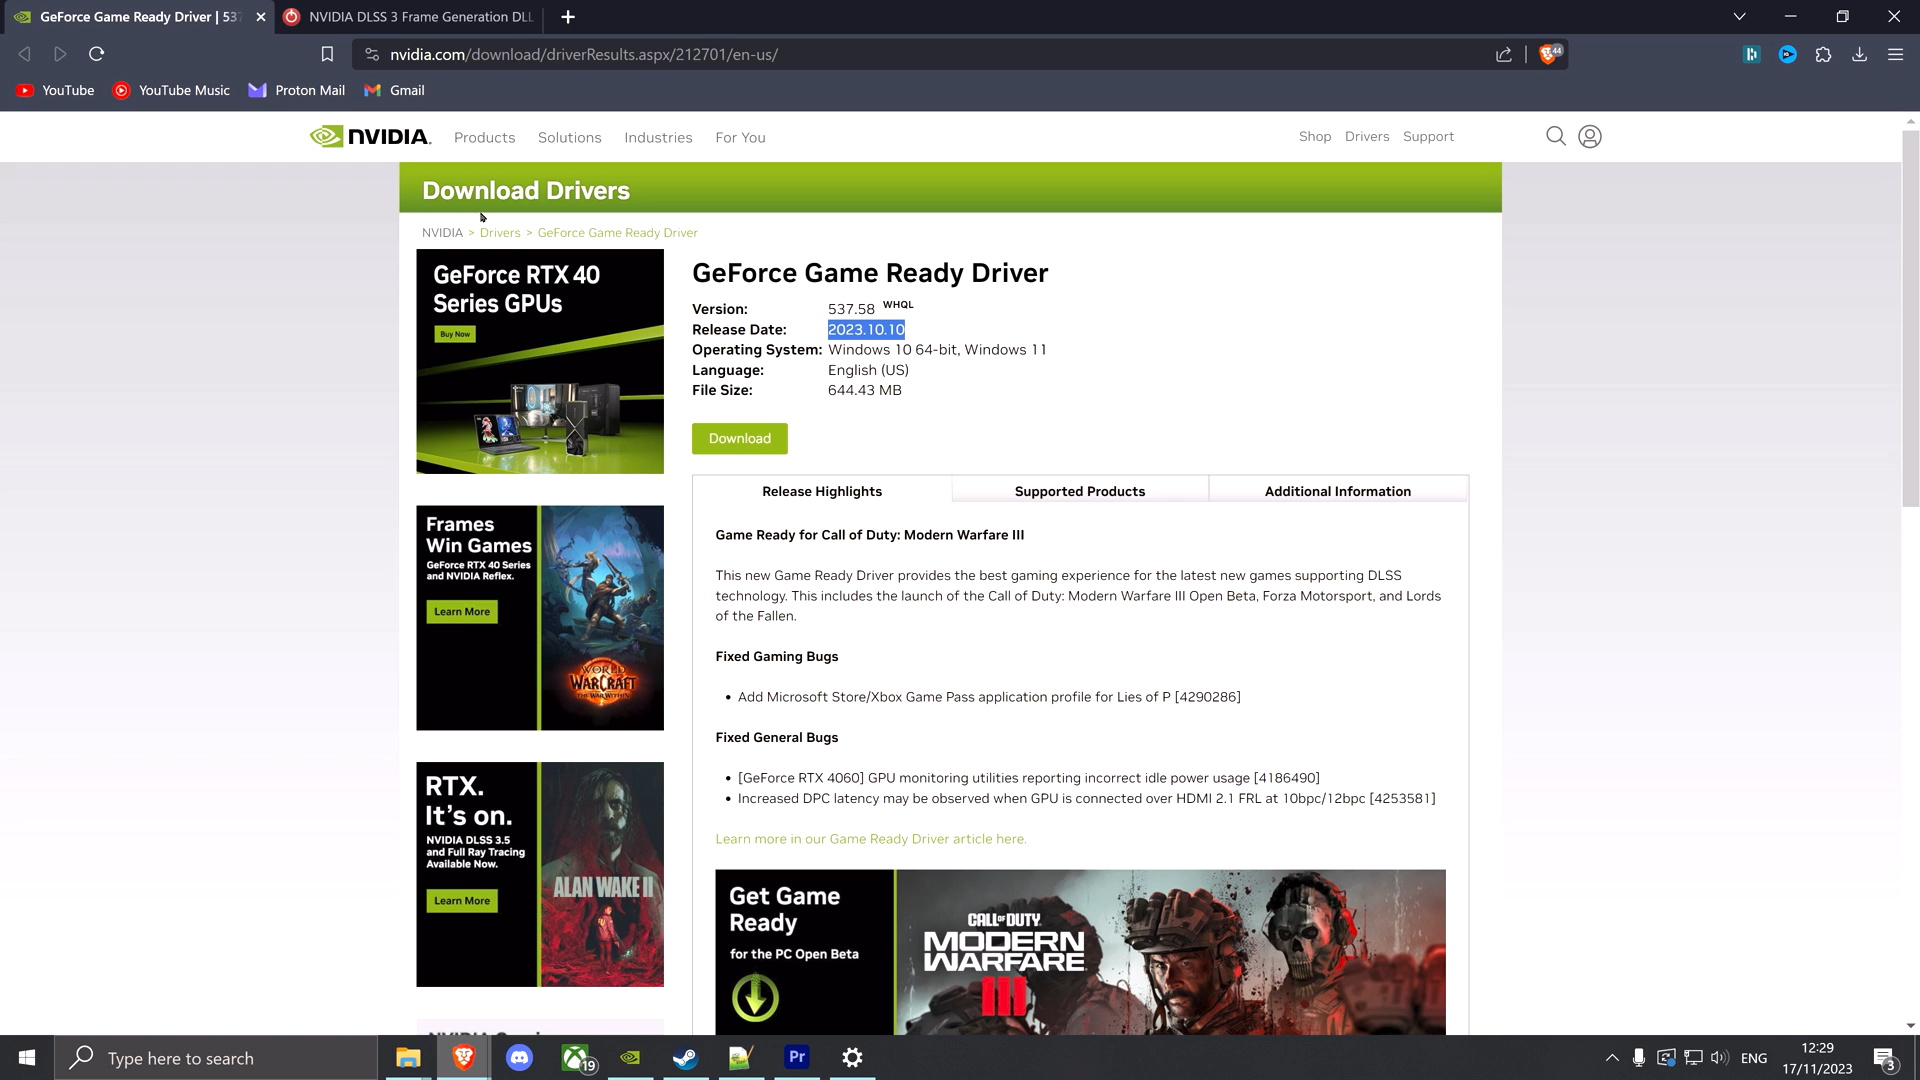 GeForce Game Ready Driver | 537
NVIDIA DLSS 3 Frame Generation DLL
nvidia.com/download/driverResults.aspx/212701/en-us/
44
YouTube
YouTube Music
Proton Mail
Gmail
NVIDIA.
Products
Solutions
Industries
For You
Shop
Drivers
Support
Download Drivers
NVIDIA > Drivers > GeForce Game Ready Driver
GeForce RTX 40
Series GPUs
Buy Now
GeForce Game Ready Driver
Version: 537.58 WHQL
Release Date: 2023.10.10
Operating System: Windows 10 64-bit, Windows 11
Language: English (US)
File Size: 644.43 MB
Download
Release Highlights
Supported Products
Additional Information
Frames
Win Games
GeForce RTX 40 Series
and NVIDIA Reflex.
Learn More
WORLD
WARCRAFT
THE WAR WITHIN
Game Ready for Call of Duty: Modern Warfare III
This new Game Ready Driver provides the best gaming experience for the latest new games supporting DLSS
technology. This includes the launch of the Call of Duty: Modern Warfare III Open Beta, Forza Motorsport, and Lords
of the Fallen.
Fixed Gaming Bugs
• Add Microsoft Store/Xbox Game Pass application profile for Lies of P [4290286]
Fixed General Bugs
• [GeForce RTX 4060] GPU monitoring utilities reporting incorrect idle power usage [4186490]
• Increased DPC latency may be observed when GPU is connected over HDMI 2.1 FRL at 10bpc/12bpc [4253581]
Learn more in our Game Ready Driver article here.
RTX.
It's on.
NVIDIA DLSS 3.5
and Full Ray Tracing
Available Now.
Learn More
ALAN WAKE II
Get Game
Ready
for the PC Open Beta
CALL OF DUTY
MODERN
WARFARE
III
Type here to search
19
Pr
ENG
12:29
17/11/2023
3